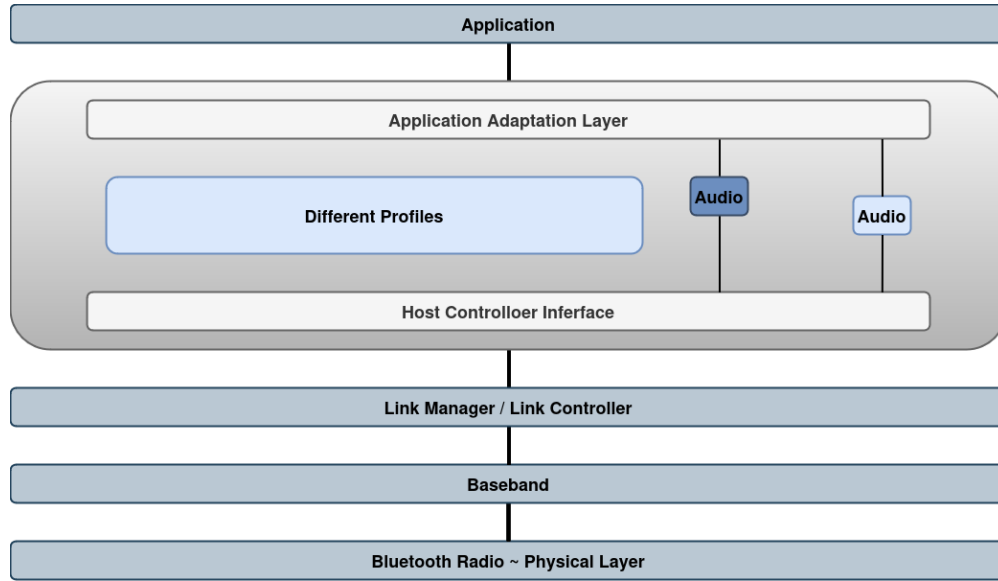 Application
Application Adaptation Layer
Different Profiles
Audio
Audio
Host Controlloer Inferface
Link Manager / Link Controller
Baseband
Bluetooth Radio ~ Physical Layer